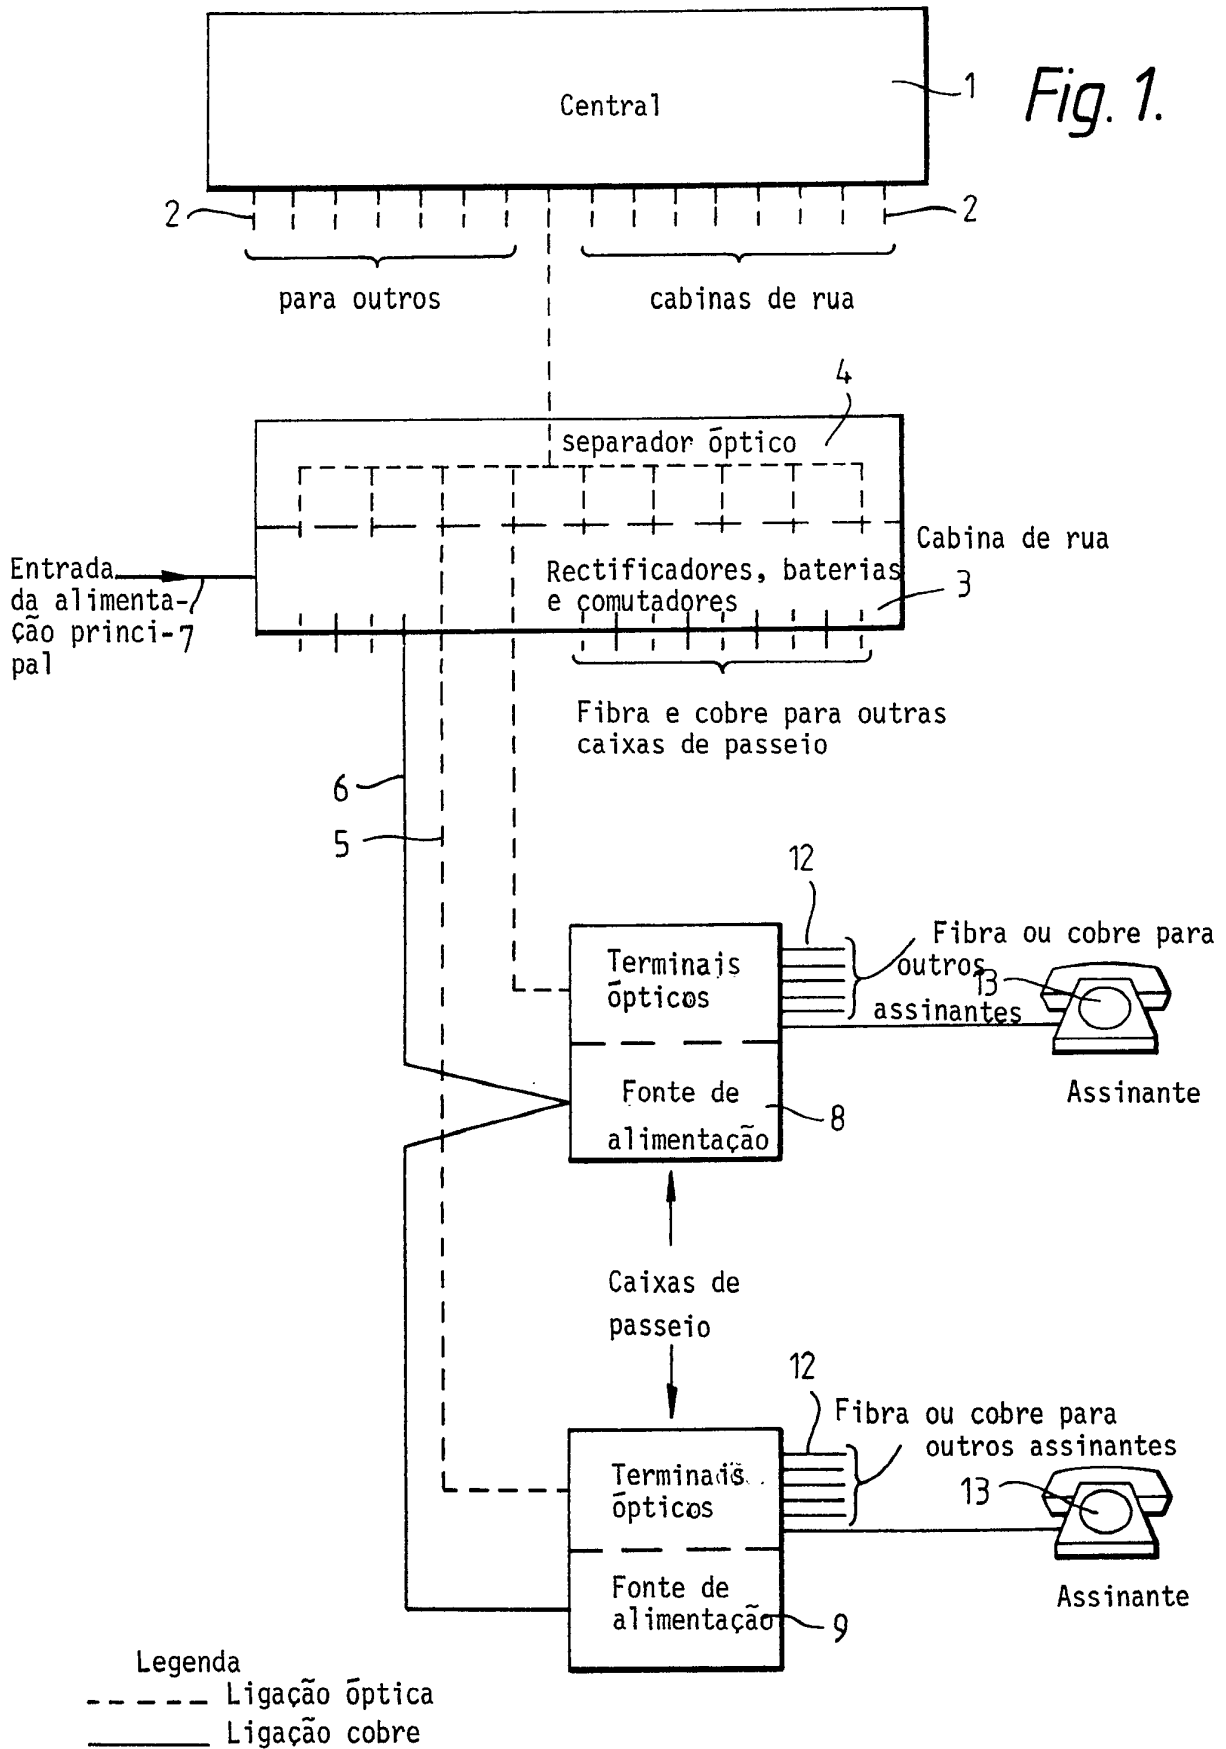 Fig. 1.
Central
1
2
2
para outros
cabinas de rua
4
separador óptico
Cabina de rua
Entrada
da alimenta-
ção princi-7
pal
Rectificadores, baterias
e comutadores
3
Fibra e cobre para outras
caixas de passeio
6
5
12
Terminais
ópticos
Fibra ou cobre para
outros
13
assinantes
Fonte de
alimentação
8
Assinante
Caixas de
passeio
12
Fibra ou cobre para
outros assinantes
Terminais
ópticos
13
Fonte de
alimentação
9
Assinante
Legenda
Ligação óptica
Ligação cobre